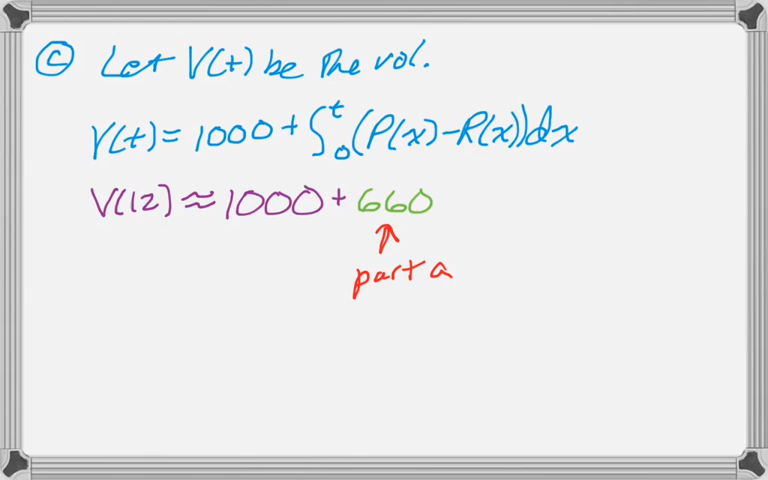 ⓒ Let V(t) be the vol.
V(t) = 1000 + ∫₀ᵗ (P(x) - R(x)) dx
V(12) ≈ 1000 + 660
↑
part a